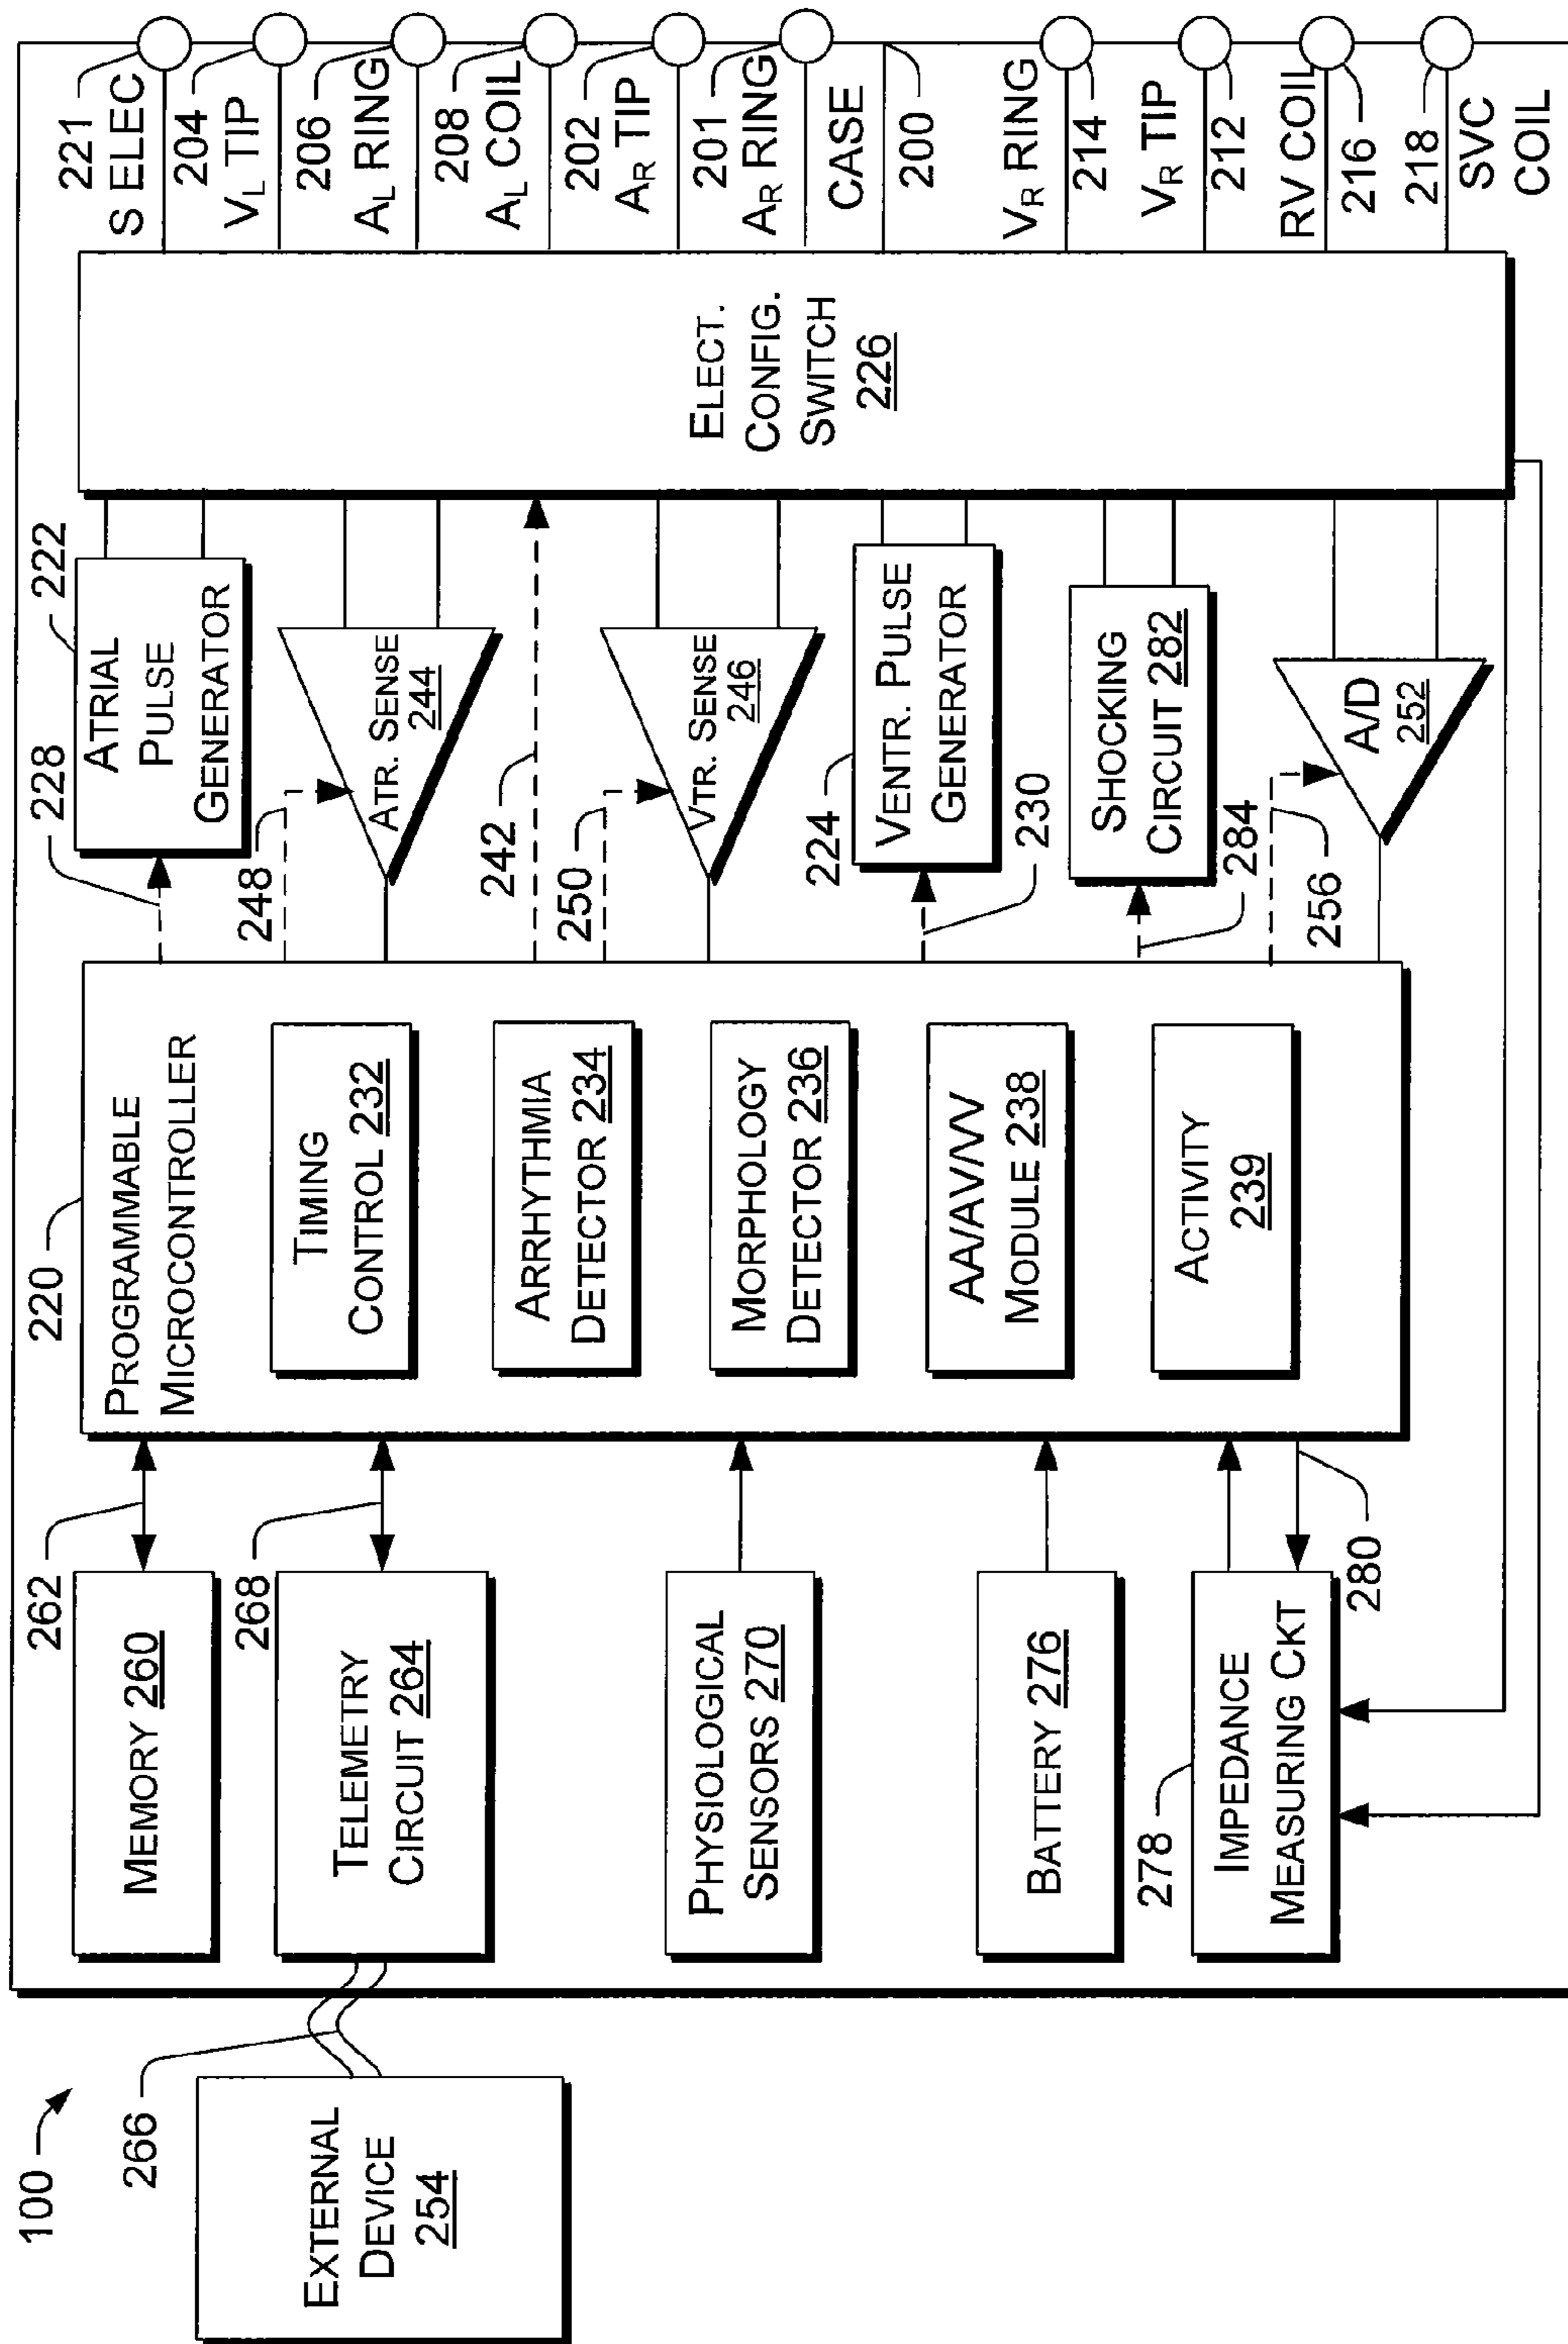 100
EXTERNAL
DEVICE
254
266
262
MEMORY 260
268
TELEMETRY
CIRCUIT 264
PHYSIOLOGICAL
SENSORS 270
BATTERY 276
278
IMPEDANCE
MEASURING CKT
280
220
PROGRAMMABLE
MICROCONTROLLER
TIMING
CONTROL 232
ARRHYTHMIA
DETECTOR 234
MORPHOLOGY
DETECTOR 236
AA/AV/VV
MODULE 238
ACTIVITY
239
228
222
ATRIAL
PULSE
GENERATOR
248
ATR. SENSE
244
242
250
VTR. SENSE
246
224
VENTR. PULSE
GENERATOR
230
SHOCKING
CIRCUIT 282
284
256
A/D
252
ELECT.
CONFIG.
SWITCH
226
221
S ELEC
204
VL TIP
206
AL RING
208
AL COIL
202
AR TIP
201
AR RING
CASE
200
VR RING
214
VR TIP
212
RV COIL
216
218
SVC
COIL